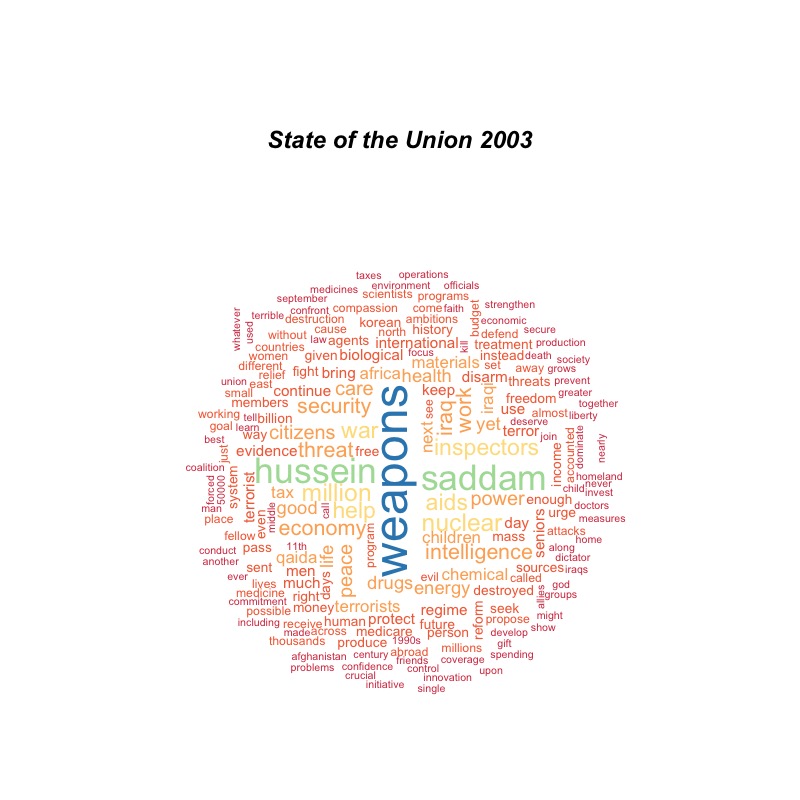 State of the Union 2003
taxes operations
medicines environment officials
september scientists programs
terrible confront compassion come faith strengthen
whatever used destruction korean ambitions budget economic
without cause north history defend secure
countries law agents international kill treatment production
women given biological focus instead death society
different fight bring africa health materials set away grows
relief disarm threats prevent
union east continue care keep iraqi freedom greater
small security see iraq work use almost together
working members weapons deserve liberty
goal tell billion war next yet terror join
best learn way citizens inspectors accounted dominate nearly
just evidence threat free income
coalition hussein saddam homeland
forced 50000 system terrorist tax million aids power enough child never invest
man middle good call help doctors
place even economy nuclear day urge measures
fellow program children mass seniors attacks home
conduct pass 11th peace intelligence along
another qaida life dictator
ever sent men sources iraqs
lives much days drugs evil chemical called god
medicine right energy destroyed allies groups
commitment possible money terrorists regime seek might
including receive human protect future reform propose show
made across medicare 1990s person develop
thousands produce abroad millions gift
afghanistan century friends coverage spending
problems confidence control upon
crucial innovation
initiative single